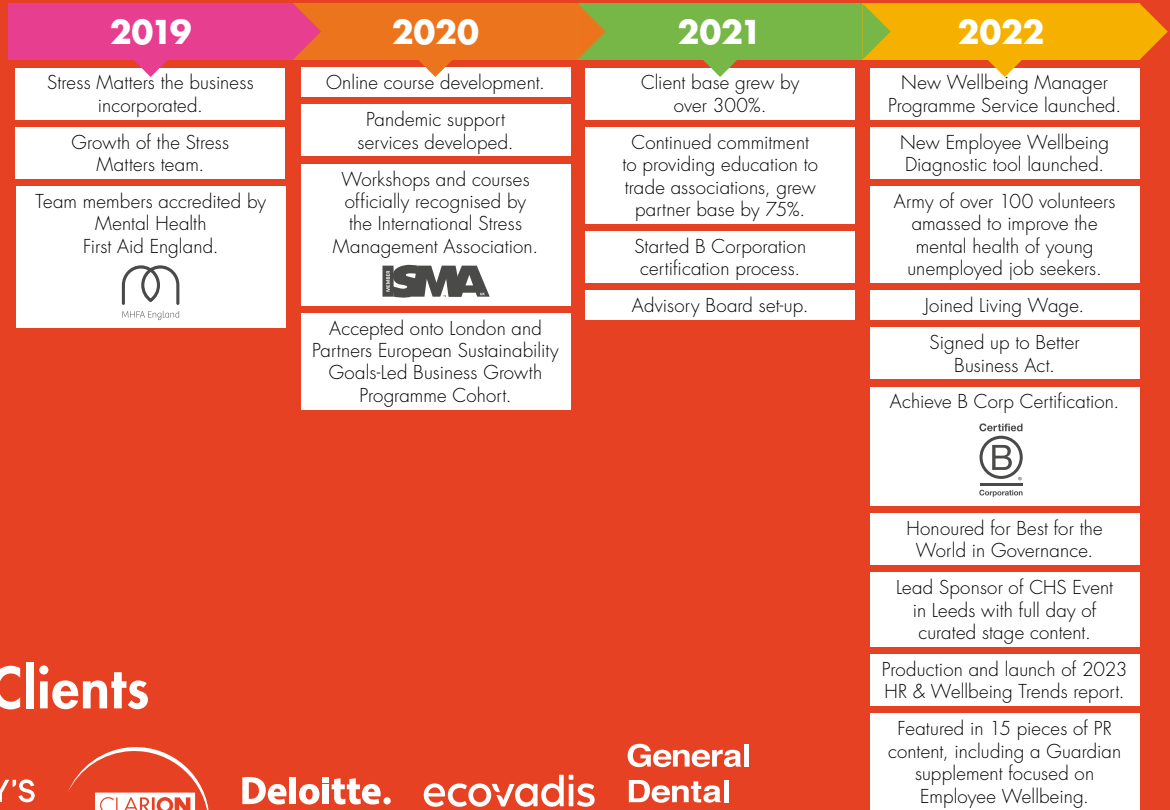 2019
Stress Matters the business
incorporated.
Growth of the Stress
Matters team.
Team members accredited by
Mental Health
First Aid England.
MHFA England
2020
Online course development.
Pandemic support
services developed.
Workshops and courses
officially recognised by
the International Stress
Management Association.
MEMBER
ISMA
Accepted onto London and
Partners European Sustainability
Goals-Led Business Growth
Programme Cohort.
2021
Client base grew by
over 300%.
Continued commitment
to providing education to
trade associations, grew
partner base by 75%.
Started B Corporation
certification process.
Advisory Board set-up.
2022
New Wellbeing Manager
Programme Service launched.
New Employee Wellbeing
Diagnostic tool launched.
Army of over 100 volunteers
amassed to improve the
mental health of young
unemployed job seekers.
Joined Living Wage.
Signed up to Better
Business Act.
Achieve B Corp Certification.
Certified
B
Corporation
Honoured for Best for the
World in Governance.
Lead Sponsor of CHS Event
in Leeds with full day of
curated stage content.
Production and launch of 2023
HR & Wellbeing Trends report.
Featured in 15 pieces of PR
content, including a Guardian
supplement focused on
Employee Wellbeing.
Clients
Y'S
CLARION
Deloitte.
ecovadis
General
Dental